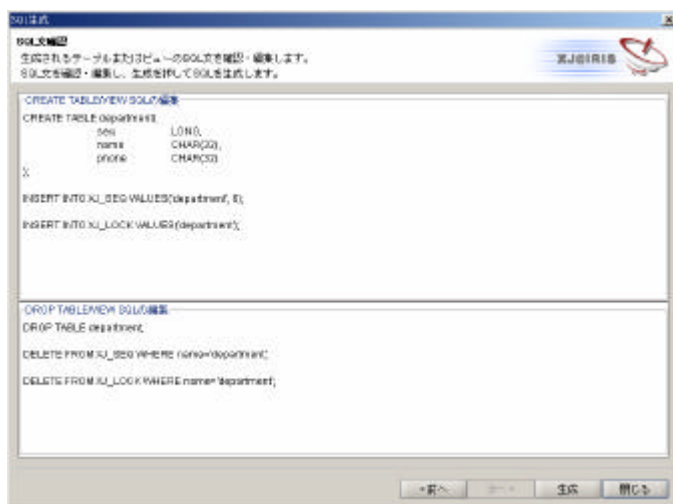 SQL生成
SQL文確認
生成されるテーブルまたはビューのSQL文を確認・編集します。
SQL文を確認・編集し、生成を押してSQLを生成します。
XJGIRIS
CREATE TABLE/VIEW SQLの編集
CREATE TABLE department(
seq LONG,
name CHAR(32),
phone CHAR(32)
);
INSERT INTO XJ_SEQ VALUES('department', 0);
INSERT INTO XJ_LOCK VALUES('department');
DROP TABLE/VIEW SQLの編集
DROP TABLE department;
DELETE FROM XJ_SEQ WHERE name='department';
DELETE FROM XJ_LOCK WHERE name='department';
<前へ 生成 閉じる